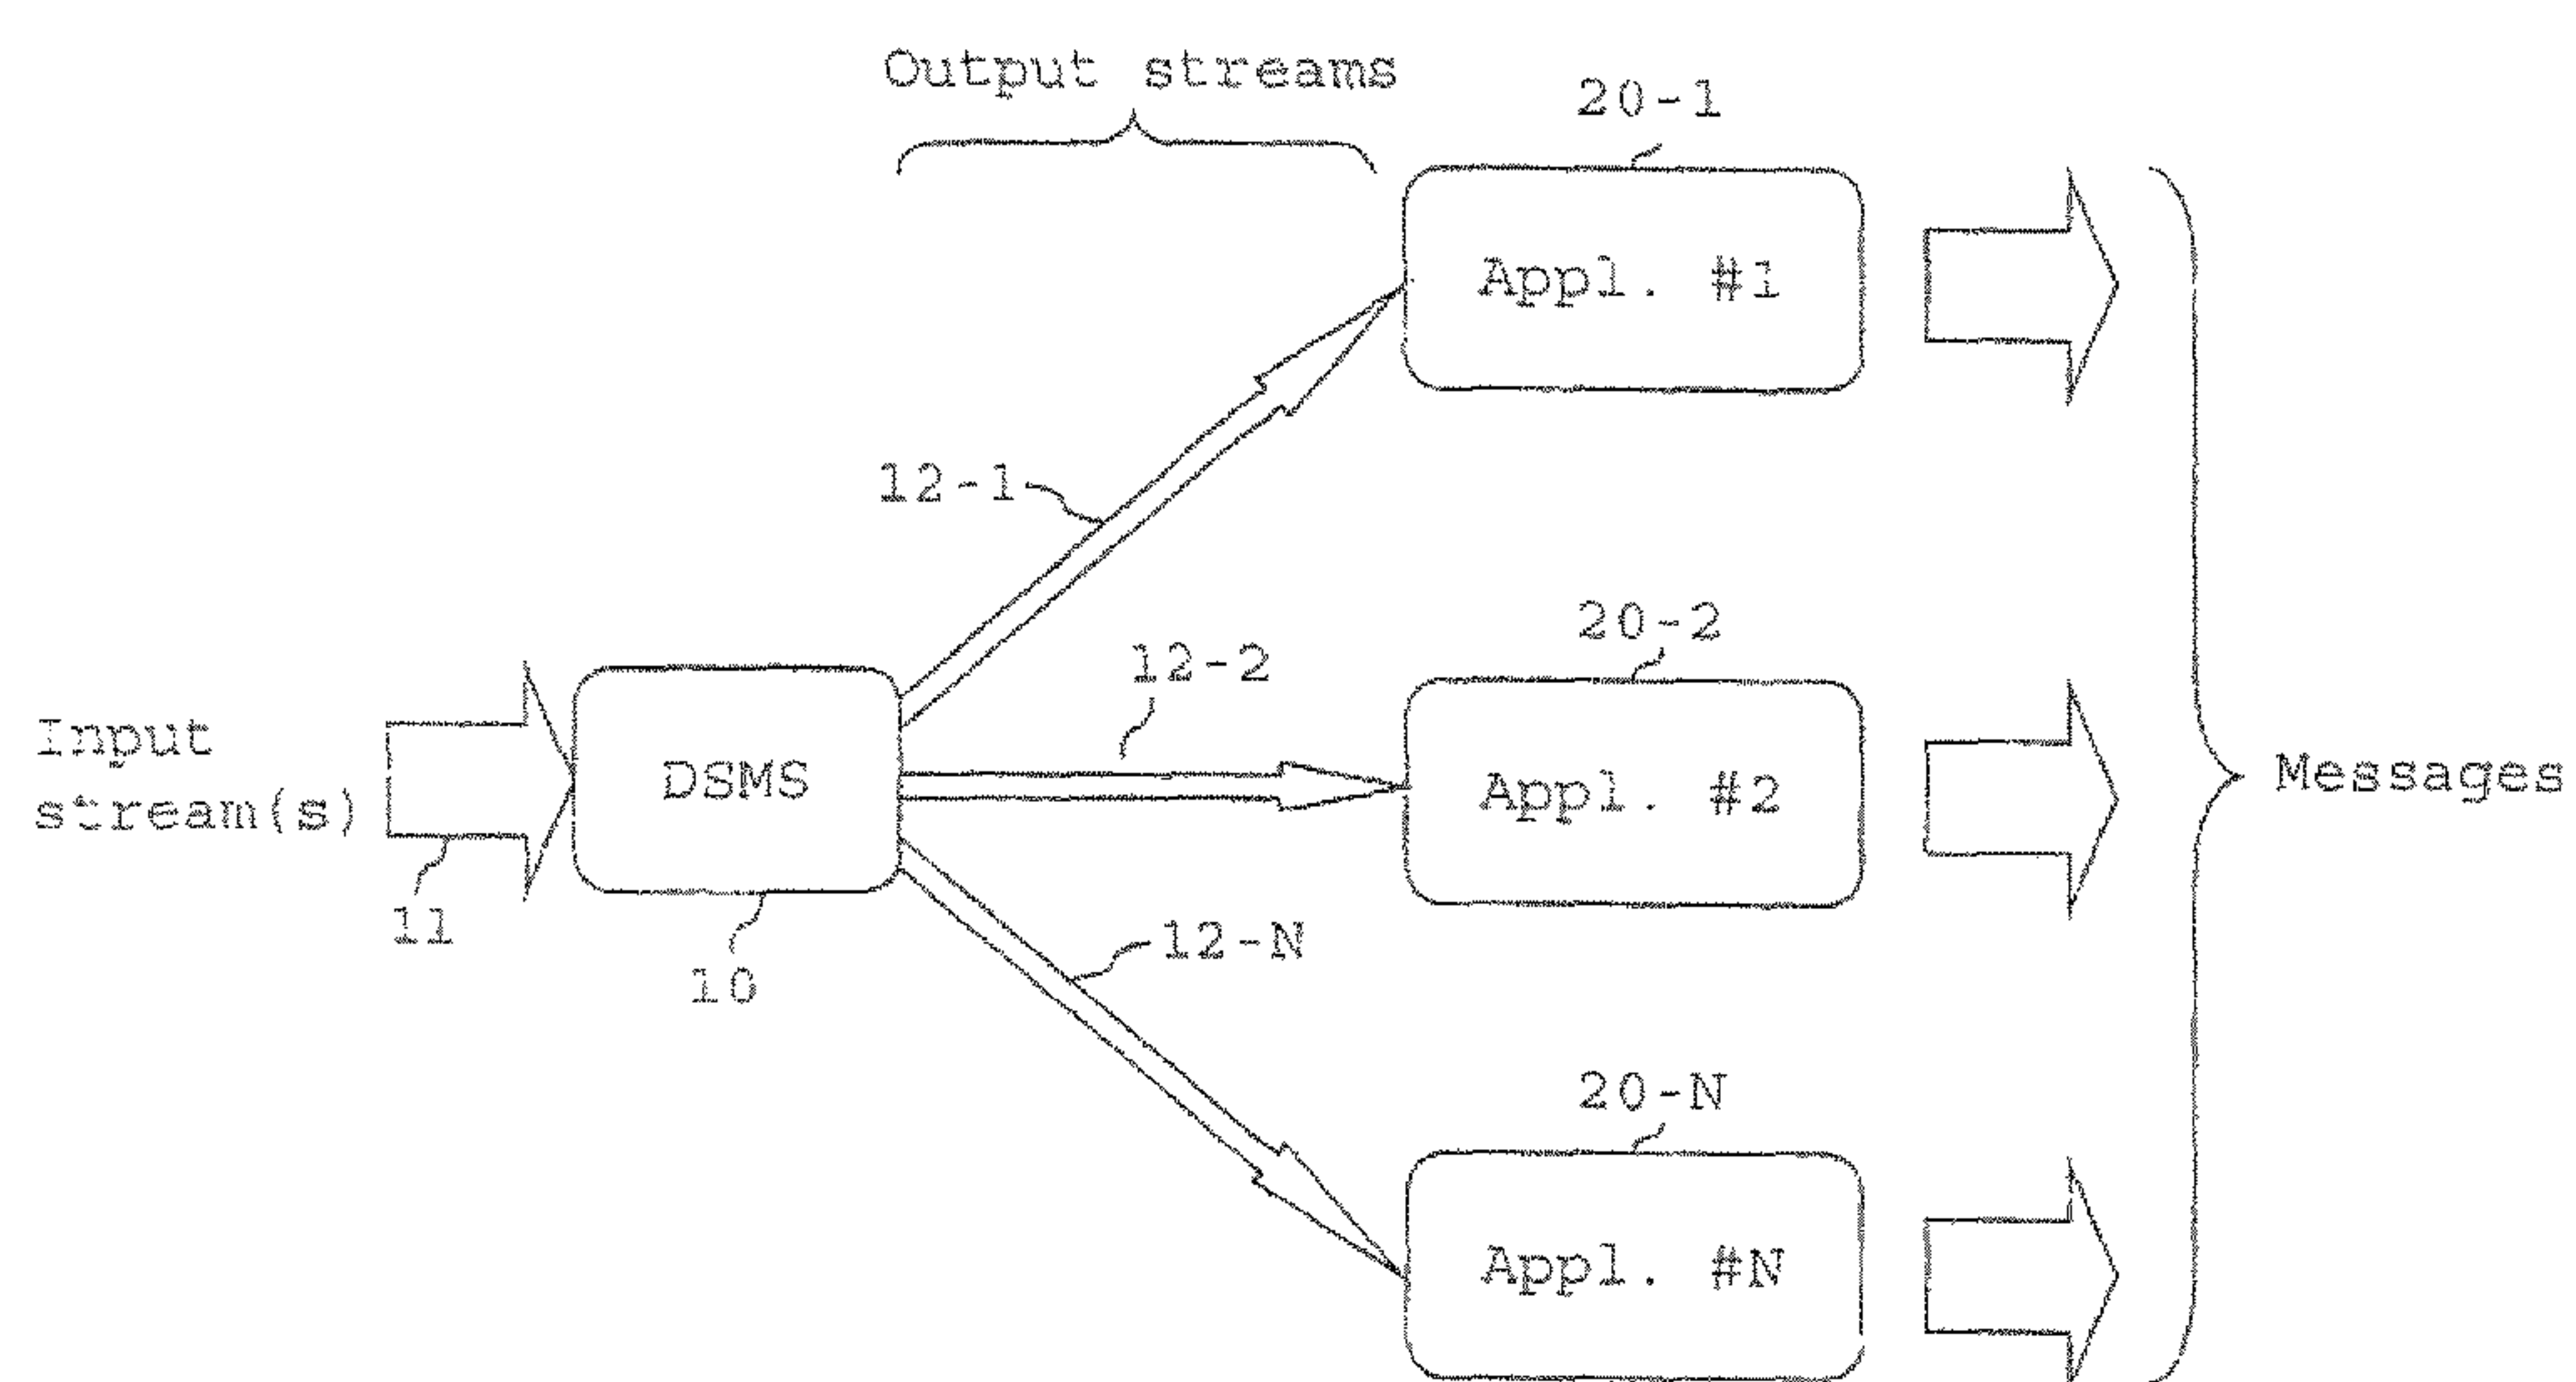 Output streams
20-1
Appl. #1
12-1
20-2
12-2
Input
stream(s)
DSMS
Appl. #2
Messages
11
10
12-N
20-N
Appl. #N